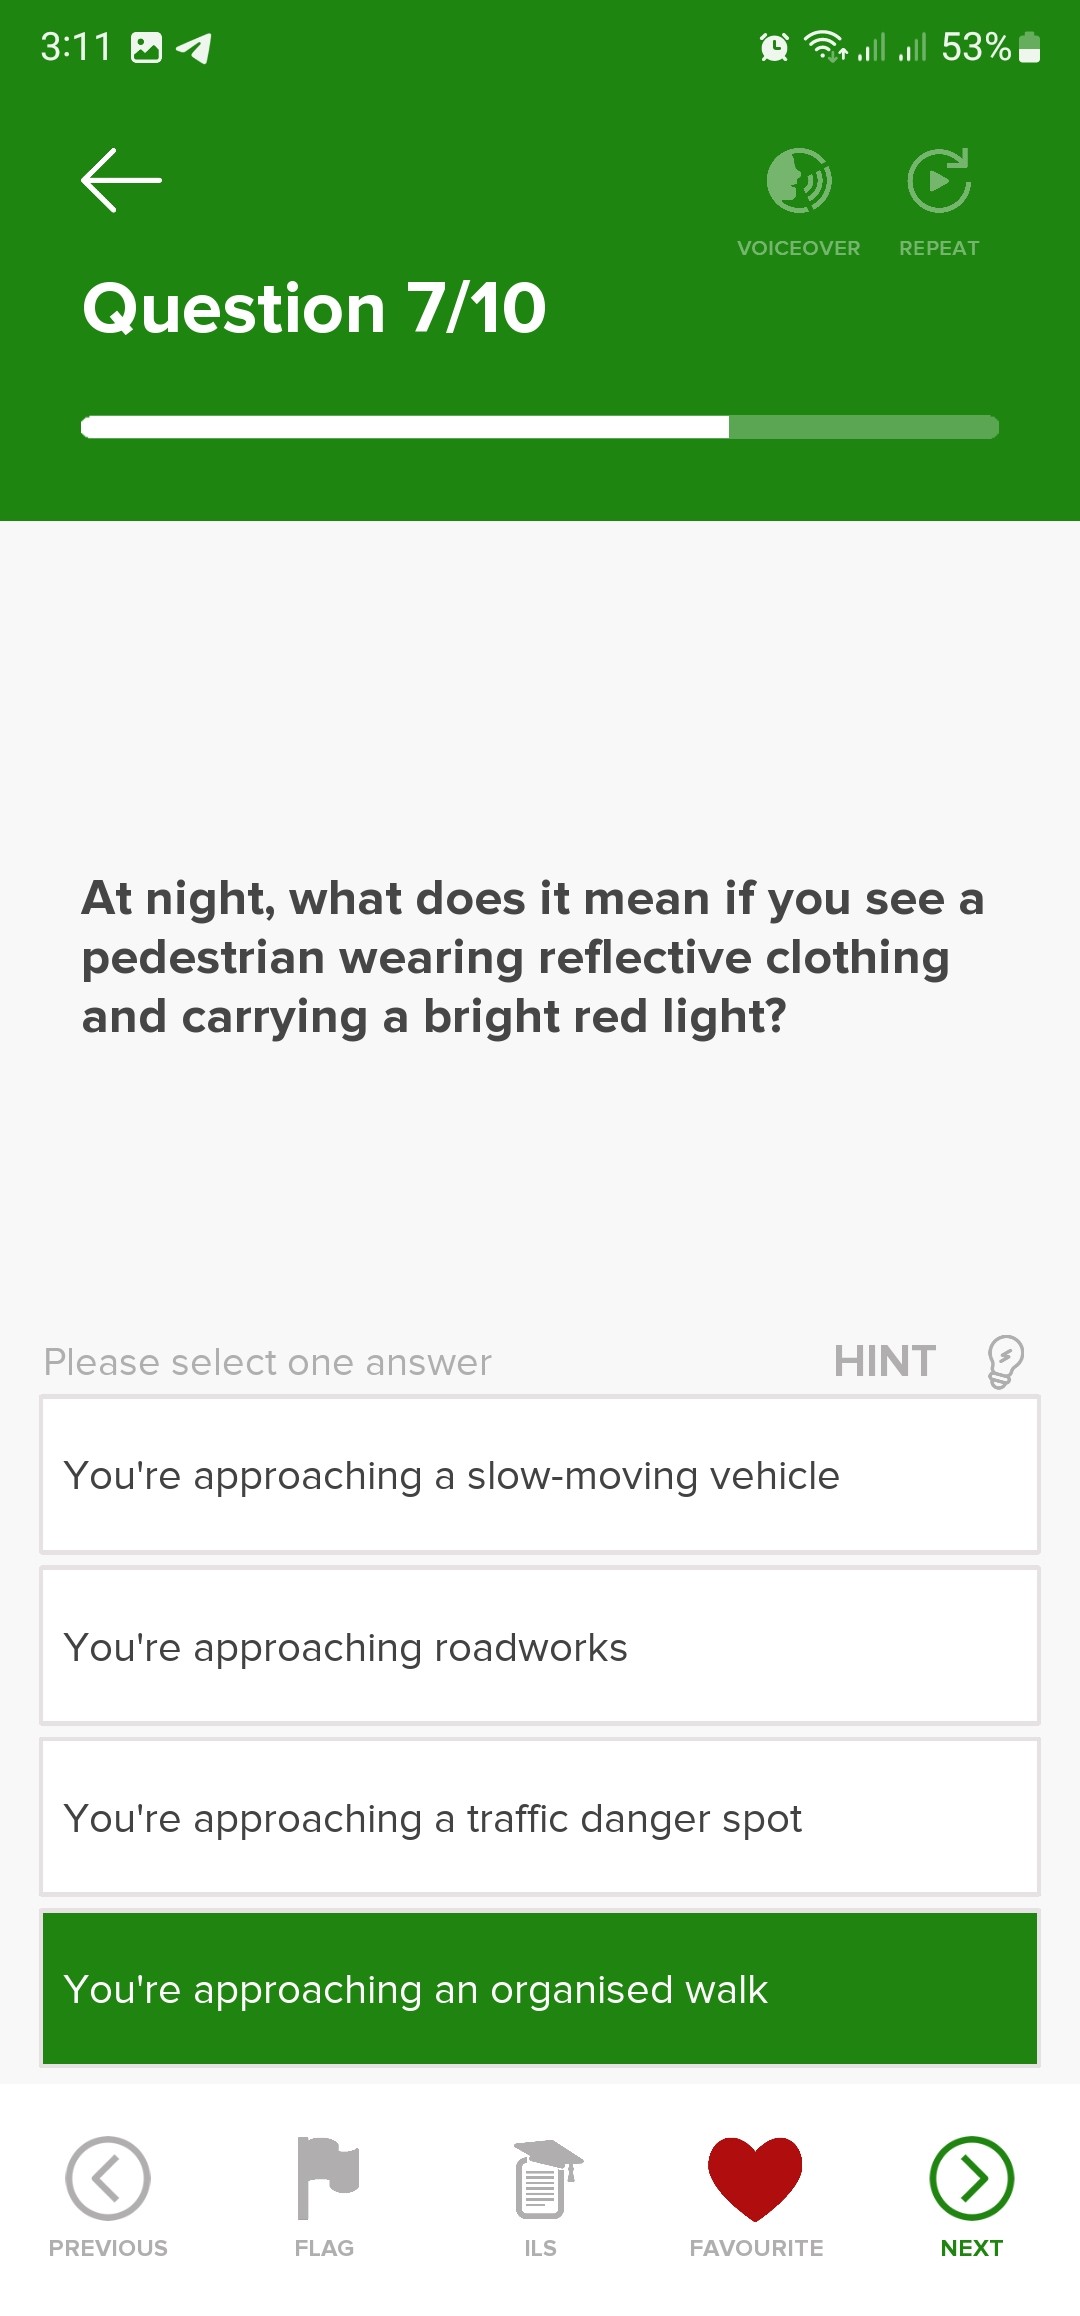 3:11
53%
VOICEOVER
REPEAT
Question 7/10
At night, what does it mean if you see a
pedestrian wearing reflective clothing
and carrying a bright red light?
Please select one answer
HINT
You're approaching a slow-moving vehicle
You're approaching roadworks
You're approaching a traffic danger spot
You're approaching an organised walk
PREVIOUS
FLAG
ILS
FAVOURITE
NEXT